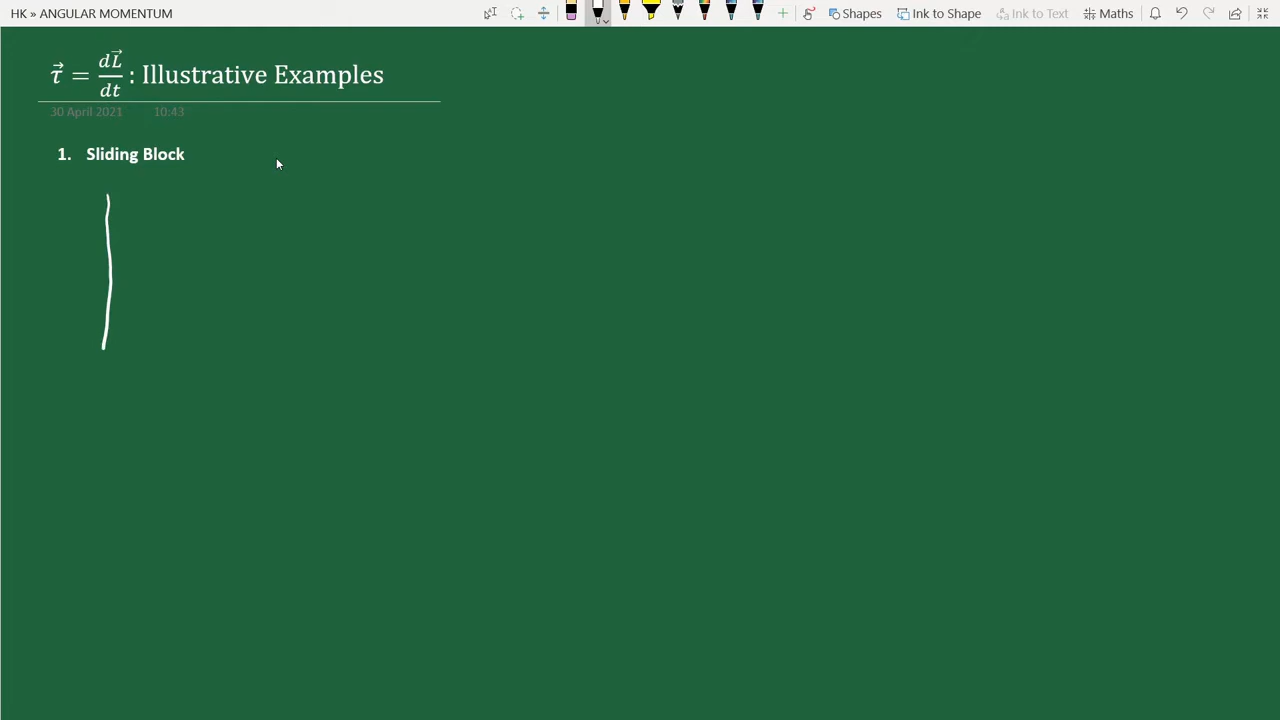 HK » ANGULAR MOMENTUM
Shapes Ink to Shape Ink to Text Maths
τ⃗ = dL⃗/dt : Illustrative Examples
30 April 2021 10:43
1. Sliding Block